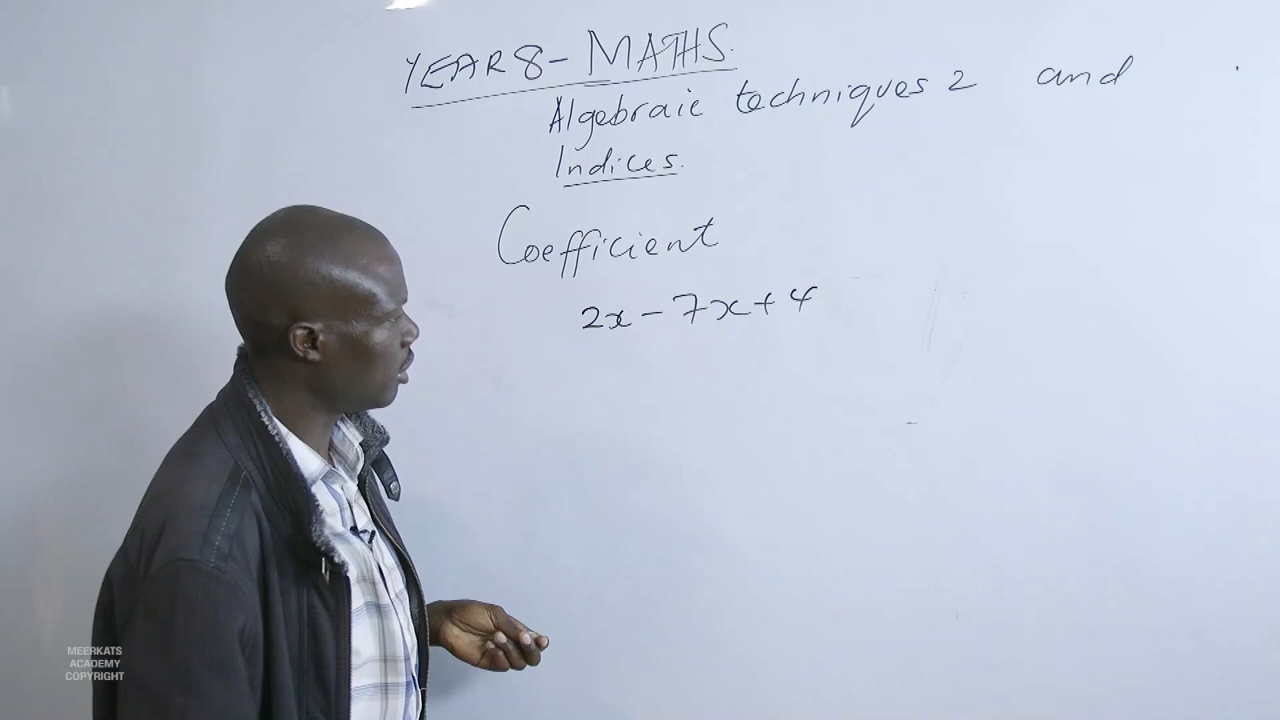 YEAR 8 - MATHS.
Algebraic techniques 2 and
Indices.
Coefficient
2x - 7x + 4
MEERKATS
ACADEMY
COPYRIGHT